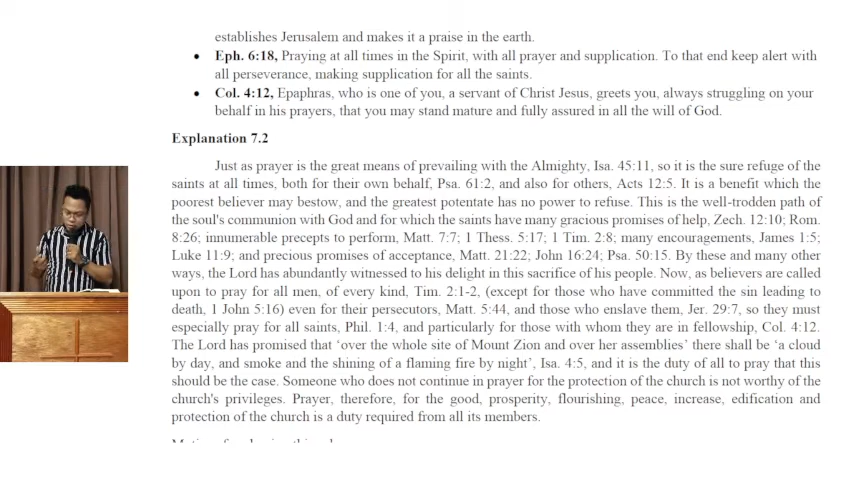 establishes Jerusalem and makes it a praise in the earth.
• Eph. 6:18, Praying at all times in the Spirit, with all prayer and supplication. To that end keep alert with
all perseverance, making supplication for all the saints.
• Col. 4:12, Epaphras, who is one of you, a servant of Christ Jesus, greets you, always struggling on your
behalf in his prayers, that you may stand mature and fully assured in all the will of God.
Explanation 7.2
Just as prayer is the great means of prevailing with the Almighty, Isa. 45:11, so it is the sure refuge of the
saints at all times, both for their own behalf, Psa. 61:2, and also for others, Acts 12:5. It is a benefit which the
poorest believer may bestow, and the greatest potentate has no power to refuse. This is the well-trodden path of
the soul's communion with God and for which the saints have many gracious promises of help, Zech. 12:10; Rom.
8:26; innumerable precepts to perform, Matt. 7:7; 1 Thess. 5:17; 1 Tim. 2:8; many encouragements, James 1:5;
Luke 11:9; and precious promises of acceptance, Matt. 21:22; John 16:24; Psa. 50:15. By these and many other
ways, the Lord has abundantly witnessed to his delight in this sacrifice of his people. Now, as believers are called
upon to pray for all men, of every kind, Tim. 2:1-2, (except for those who have committed the sin leading to
death, 1 John 5:16) even for their persecutors, Matt. 5:44, and those who enslave them, Jer. 29:7, so they must
especially pray for all saints, Phil. 1:4, and particularly for those with whom they are in fellowship, Col. 4:12.
The Lord has promised that ‘over the whole site of Mount Zion and over her assemblies’ there shall be ‘a cloud
by day, and smoke and the shining of a flaming fire by night’, Isa. 4:5, and it is the duty of all to pray that this
should be the case. Someone who does not continue in prayer for the protection of the church is not worthy of the
church's privileges. Prayer, therefore, for the good, prosperity, flourishing, peace, increase, edification and
protection of the church is a duty required from all its members.